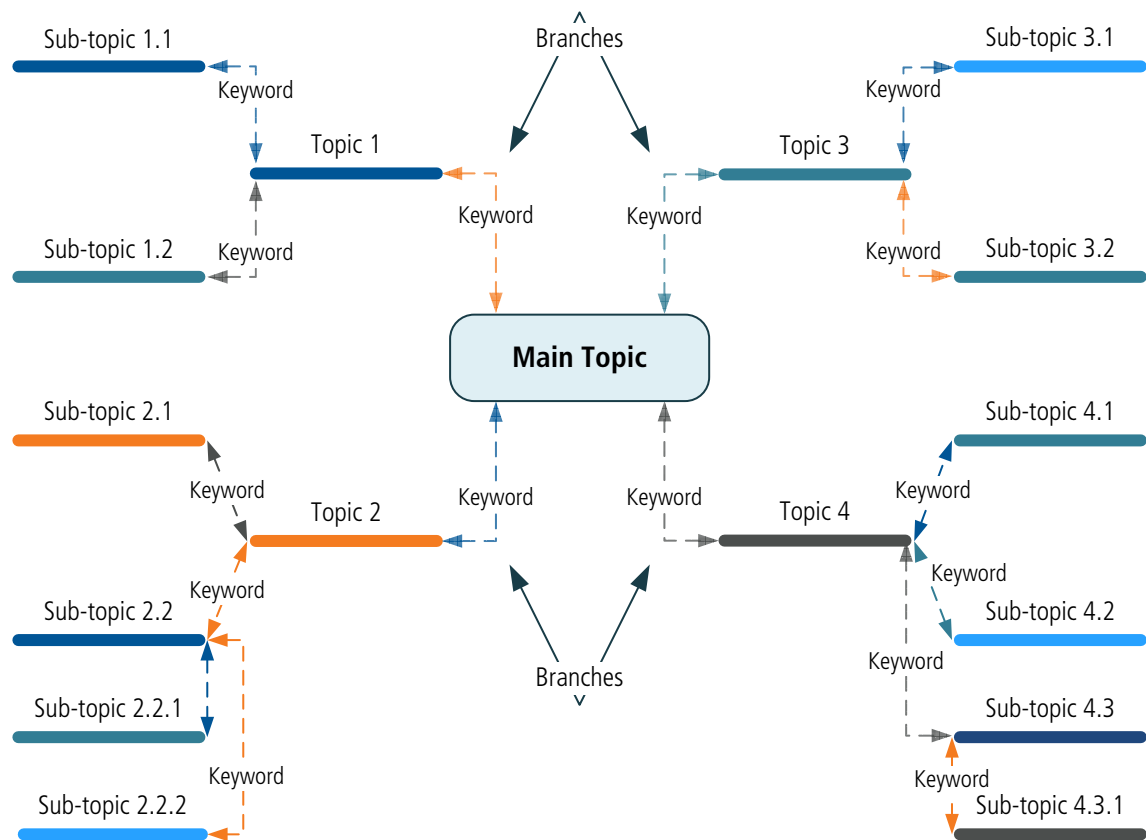 Sub-topic 1.1
Branches
Sub-topic 3.1
Keyword
Keyword
Topic 1
Topic 3
Keyword
Keyword
Sub-topic 1.2
Keyword
Keyword
Sub-topic 3.2
Main Topic
Sub-topic 2.1
Sub-topic 4.1
Keyword
Keyword
Keyword
Keyword
Topic 2
Topic 4
Keyword
Keyword
Sub-topic 2.2
Sub-topic 4.2
Keyword
Branches
Sub-topic 2.2.1
Sub-topic 4.3
Keyword
Keyword
Sub-topic 2.2.2
Sub-topic 4.3.1